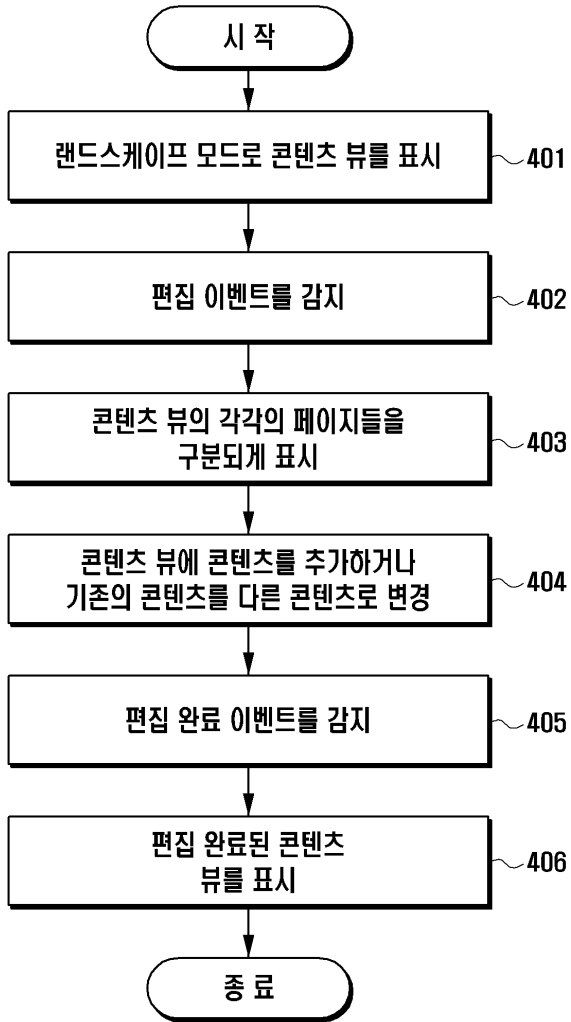 시 작
랜드스케이프 모드로 콘텐츠 뷰를 표시
401
편집 이벤트를 감지
402
콘텐츠 뷰의 각각의 페이지들을
구분되게 표시
403
콘텐츠 뷰에 콘텐츠를 추가하거나
기존의 콘텐츠를 다른 콘텐츠로 변경
404
편집 완료 이벤트를 감지
405
편집 완료된 콘텐츠
뷰를 표시
406
종 료